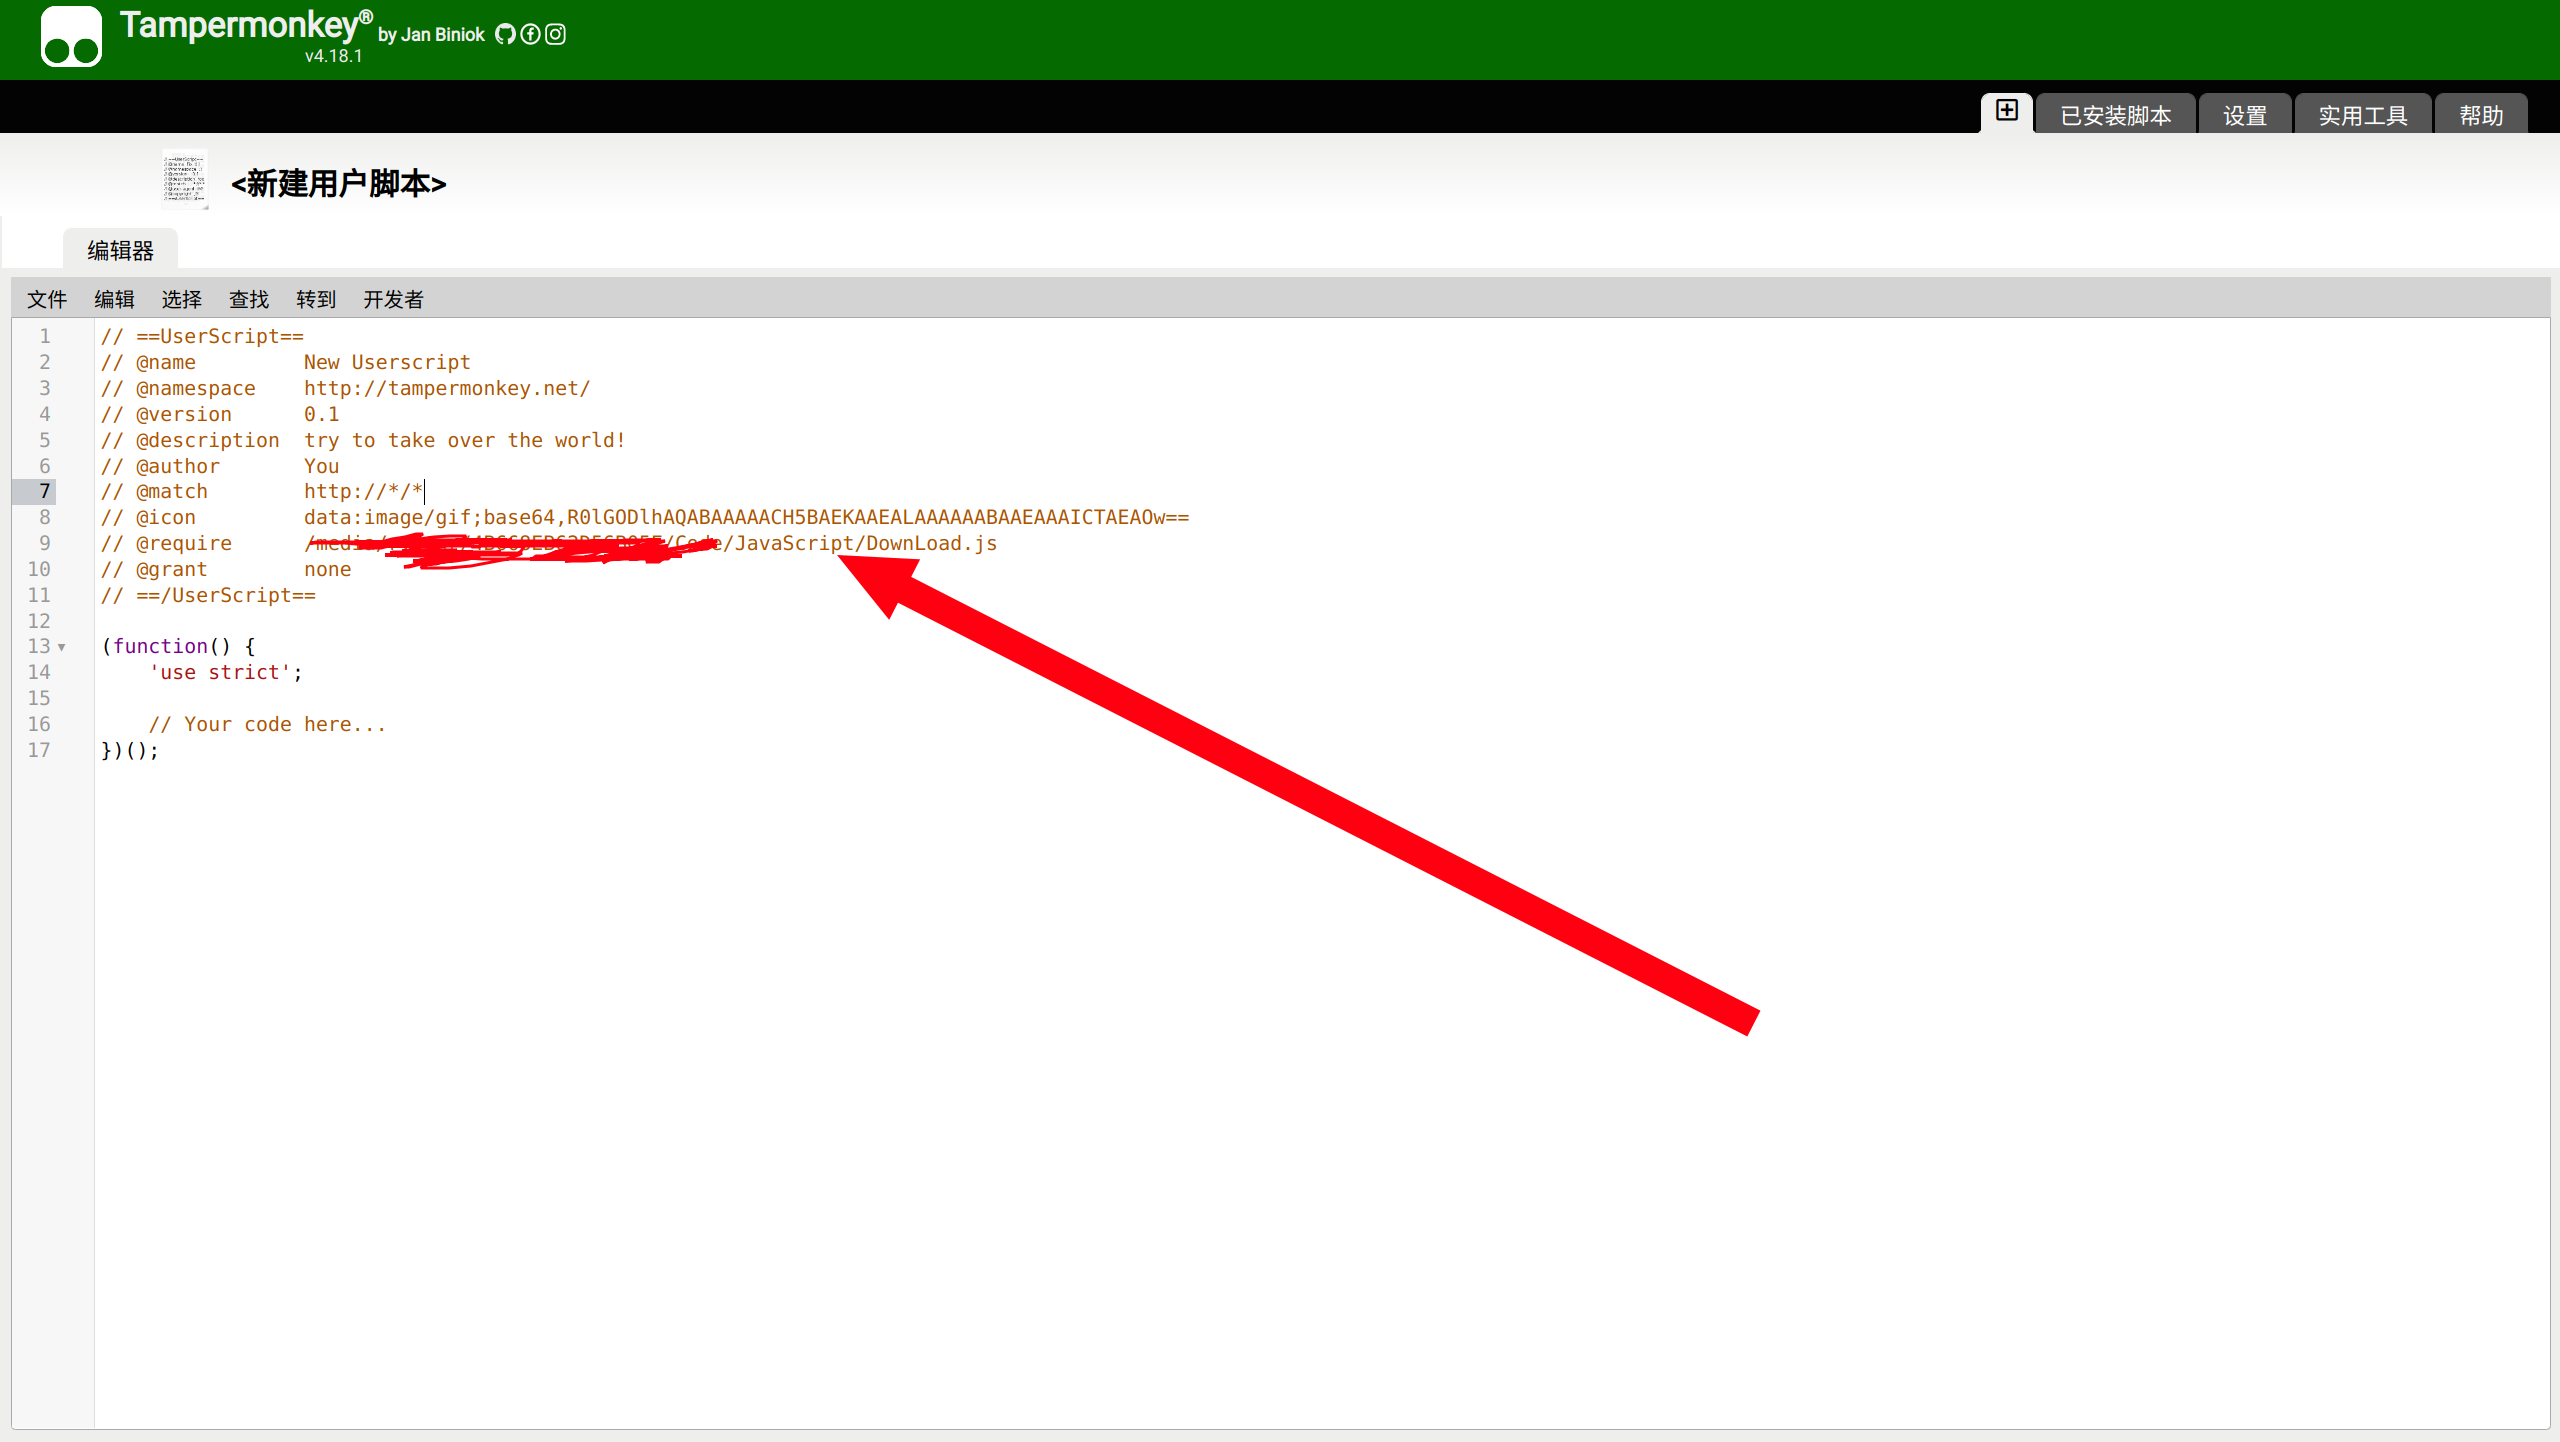 Tampermonkey® by Jan Biniok
v4.18.1
已安装脚本 设置 实用工具 帮助
<新建用户脚本>
编辑器
文件 编辑 选择 查找 转到 开发者
1 // ==UserScript==
2 // @name New Userscript
3 // @namespace http://tampermonkey.net/
4 // @version 0.1
5 // @description try to take over the world!
6 // @author You
7 // @match http://*/*
8 // @icon data:image/gif;base64,R0lGODlhAQABAAAAACH5BAEKAAEALAAAAAABAAEAAAICTAEAOw==
9 // @require /media/ /Code/JavaScript/DownLoad.js
10 // @grant none
11 // ==/UserScript==
12
13 (function() {
14 'use strict';
15
16 // Your code here...
17 })();